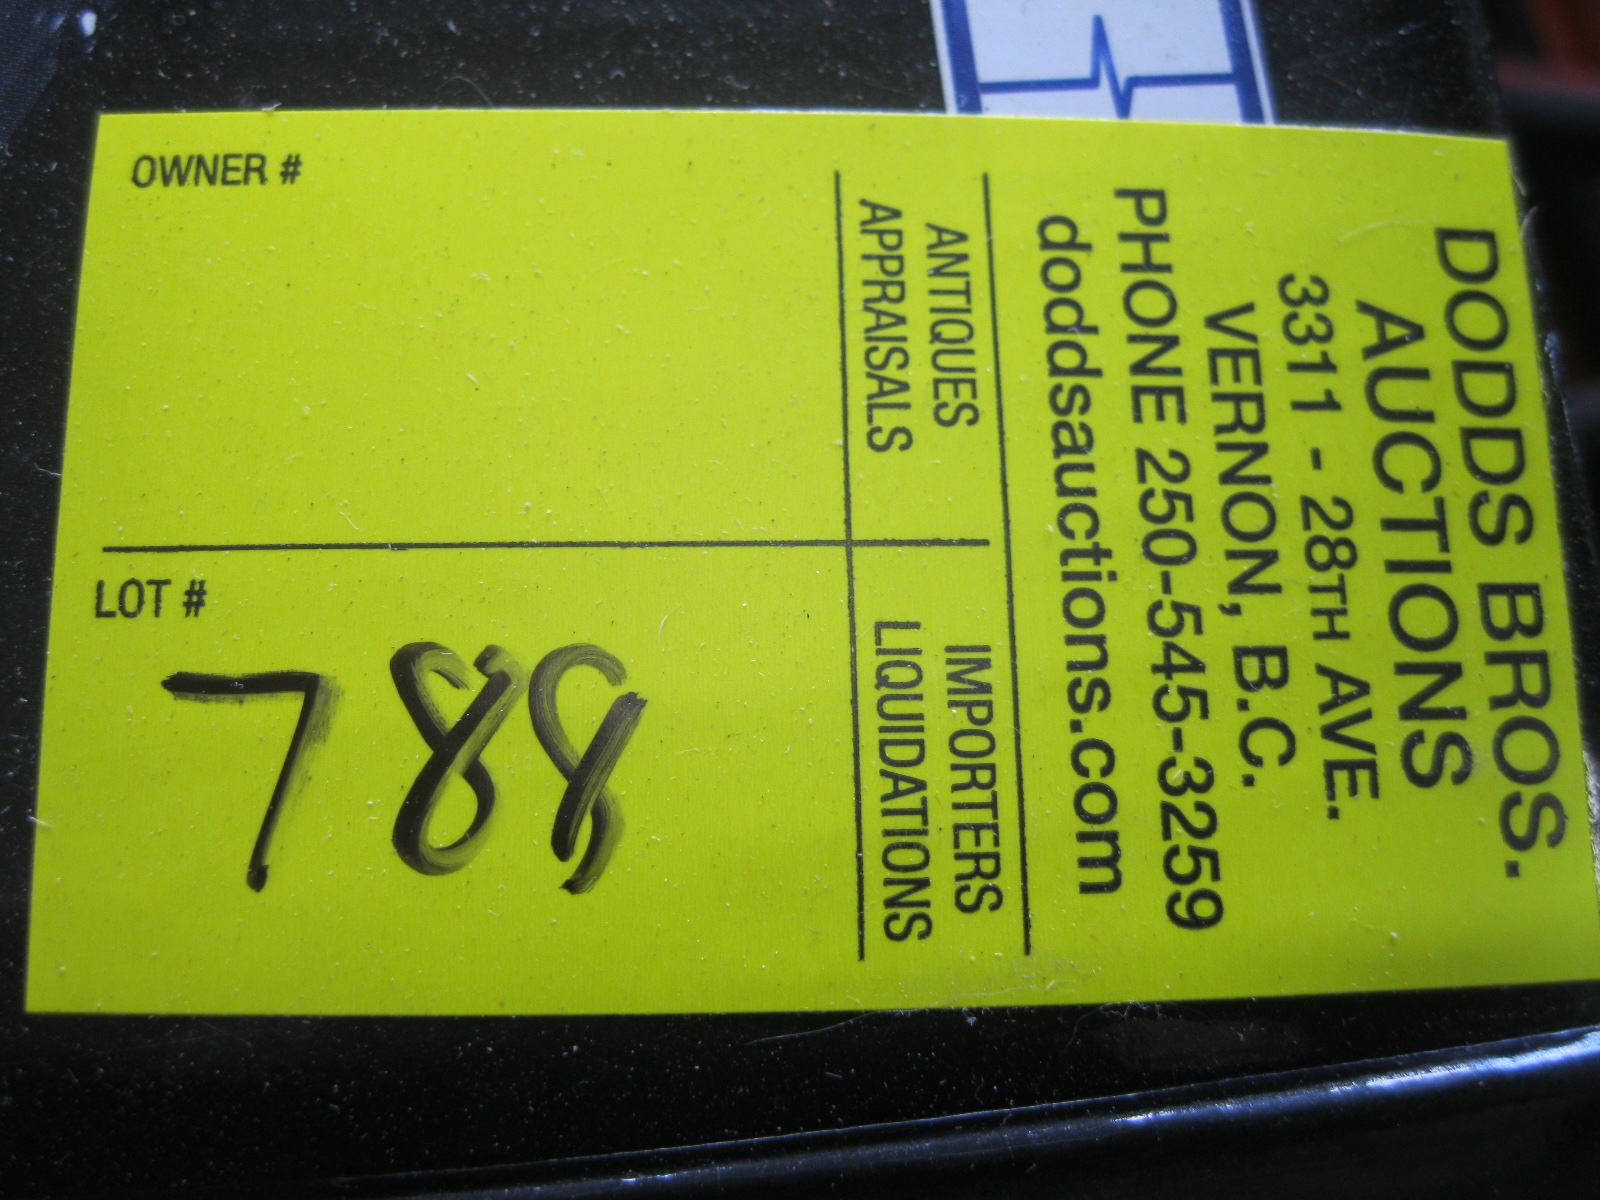 DODDS BROS.
AUCTIONS
3311 - 28TH AVE.
VERNON, B.C.
PHONE 250-545-3259
doddsauctions.com
ANTIQUES
APPRAISALS
IMPORTERS
LIQUIDATIONS
OWNER #
LOT #
788